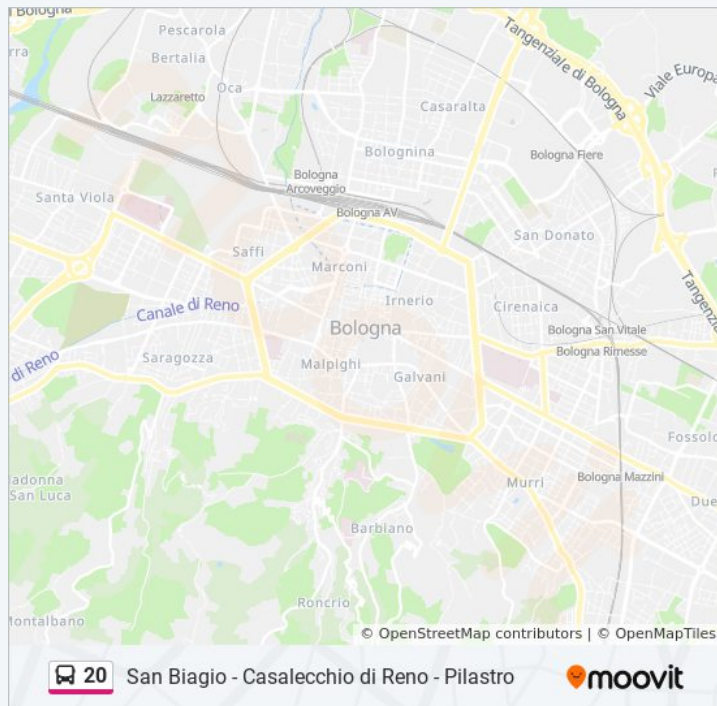 i Bologna
Pescarola
Bertalia
Oca
Lazzaretto
Casaralta
Tangenziale di Bologna
Viale Europa
Bolognina
Bologna Fiere
Bologna
Arcoveggio
Santa Viola
Bologna AV
San Donato
Saffi
Marconi
Tangenzia
Irnerio
Canale di Reno
Cirenaica
Bologna
Bologna San Vitale
Bologna Rimesse
di Reno
Saragozza
Malpighi
Galvani
Fossolo
adonna
San Luca
Murri
Bologna Mazzini
Due
Barbiano
Roncrio
Montalbano
© OpenStreetMap contributors | © OpenMapTiles
20 San Biagio - Casalecchio di Reno - Pilastro
moovit